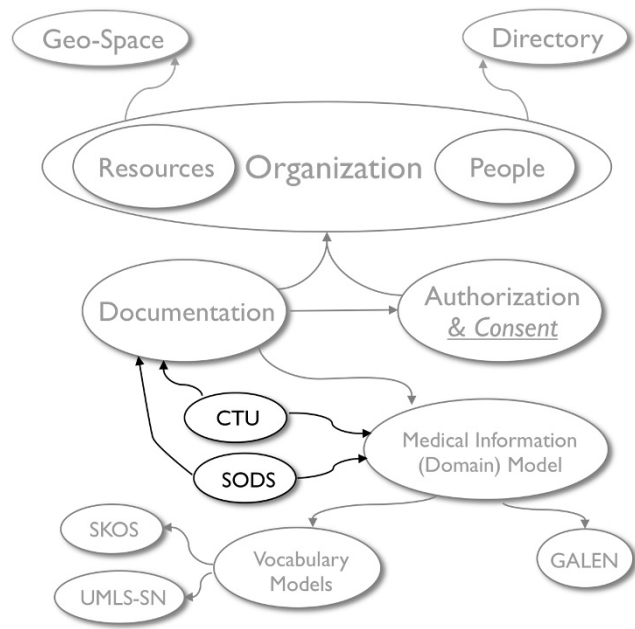 Geo-Space
Directory
Resources
Organization
People
Documentation
Authorization
& Consent
CTU
Medical Information
(Domain) Model
SODS
SKOS
Vocabulary
Models
GALEN
UMLS-SN